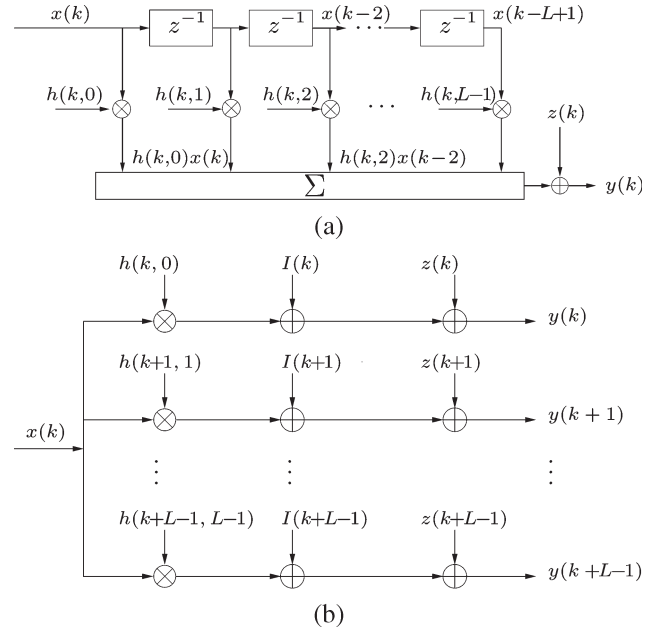 x(k) z⁻¹ z⁻¹ x(k−2) ··· z⁻¹ x(k−L+1)
h(k,0) h(k,1) h(k,2) ··· h(k,L−1) z(k)
h(k,0)x(k) h(k,2)x(k−2)
Σ y(k)
(a)
h(k, 0) I(k) z(k)
y(k)
h(k+1, 1) I(k+1) z(k+1)
x(k) y(k + 1)
h(k+L−1, L−1) I(k+L−1) z(k+L−1)
y(k +L−1)
(b)